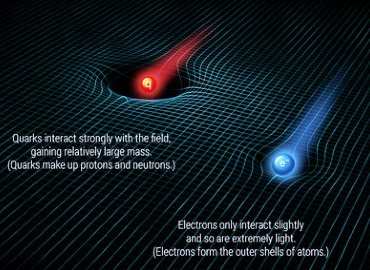 q
Quarks interact strongly with the field,
gaining relatively large mass.
(Quarks make up protons and neutrons.)
e⁻
Electrons only interact slightly
and so are extremely light.
(Electrons form the outer shells of atoms.)